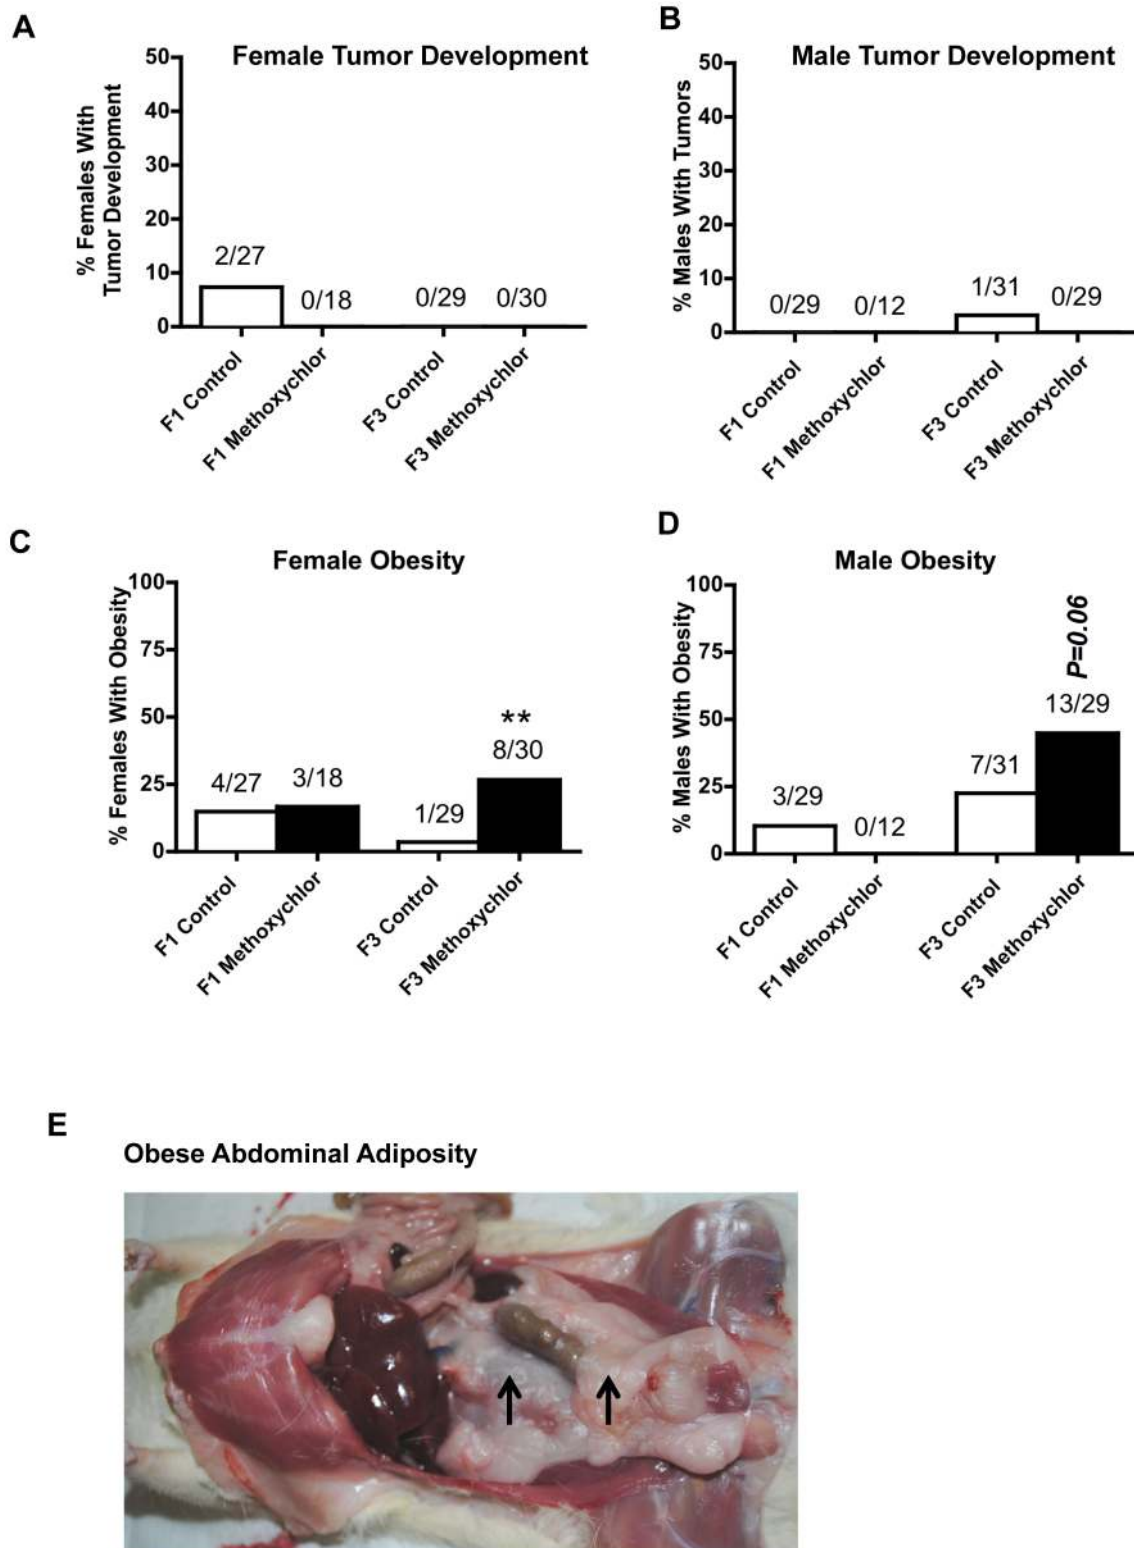 A
Female Tumor Development
% Females With
Tumor Development
50
40
30
20
10
0
2/27
0/18
0/29
0/30
F1 Control
F1 Methoxychlor
F3 Control
F3 Methoxychlor
B
Male Tumor Development
% Males With Tumors
50
40
30
20
10
0
0/29
0/12
1/31
0/29
F1 Control
F1 Methoxychlor
F3 Control
F3 Methoxychlor
C
Female Obesity
% Females With Obesity
100
75
50
25
0
4/27
3/18
1/29
**
8/30
F1 Control
F1 Methoxychlor
F3 Control
F3 Methoxychlor
D
Male Obesity
% Males With Obesity
100
75
50
25
0
3/29
0/12
7/31
P=0.06
13/29
F1 Control
F1 Methoxychlor
F3 Control
F3 Methoxychlor
E
Obese Abdominal Adiposity